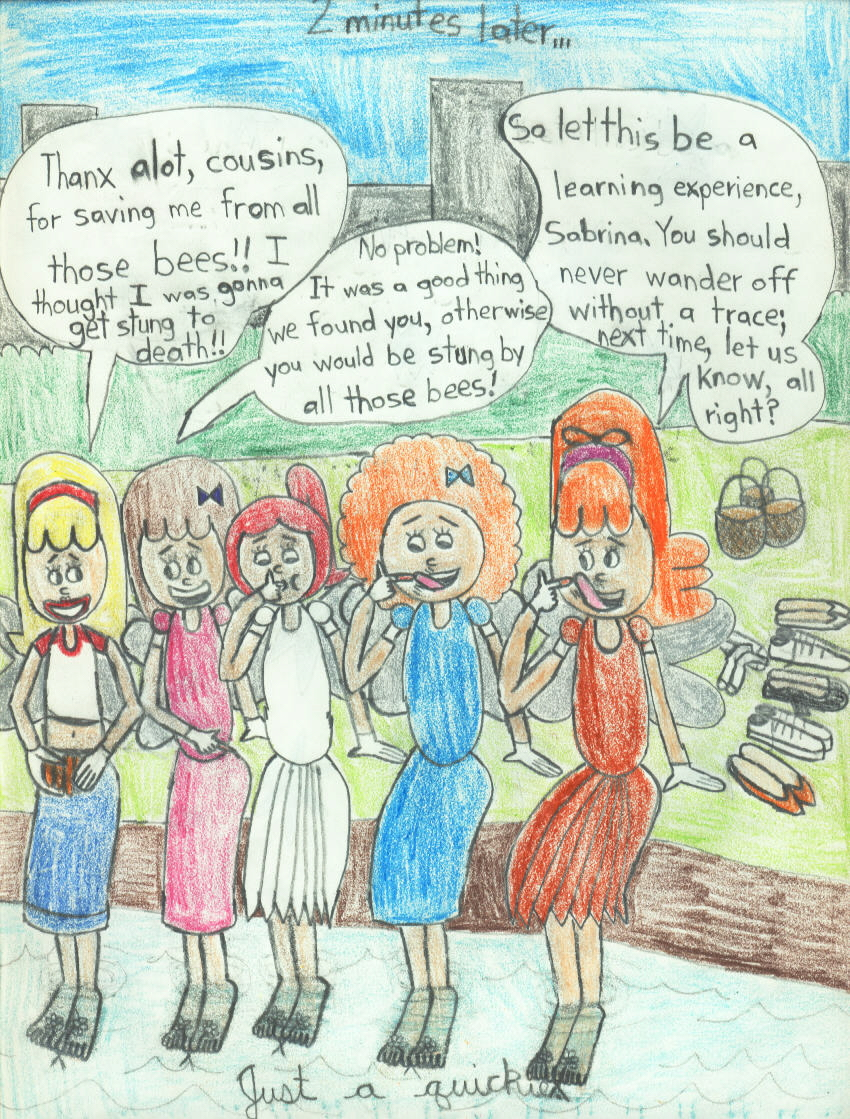 2 minutes later...
Thanx alot, cousins,
for saving me from all
those bees!! I
thought I was gonna
get stung to
death!!
No problem!
It was a good thing
we found you, otherwise
you would be stung by
all those bees!
So let this be a
learning experience,
Sabrina. You should
never wander off
without a trace;
next time, let us
know, all
right?
Just a quickie